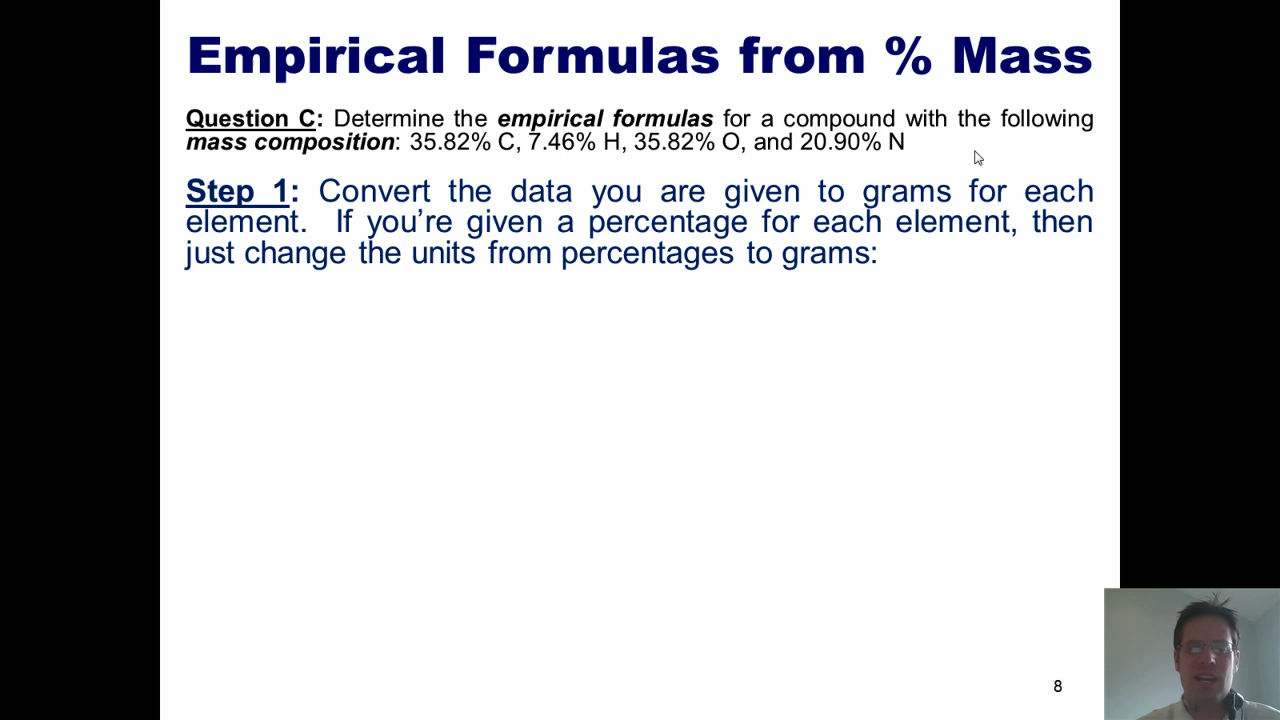 Empirical Formulas from % Mass
Question C: Determine the empirical formulas for a compound with the following
mass composition: 35.82% C, 7.46% H, 35.82% O, and 20.90% N
Step 1: Convert the data you are given to grams for each
element. If you’re given a percentage for each element, then
just change the units from percentages to grams:
8